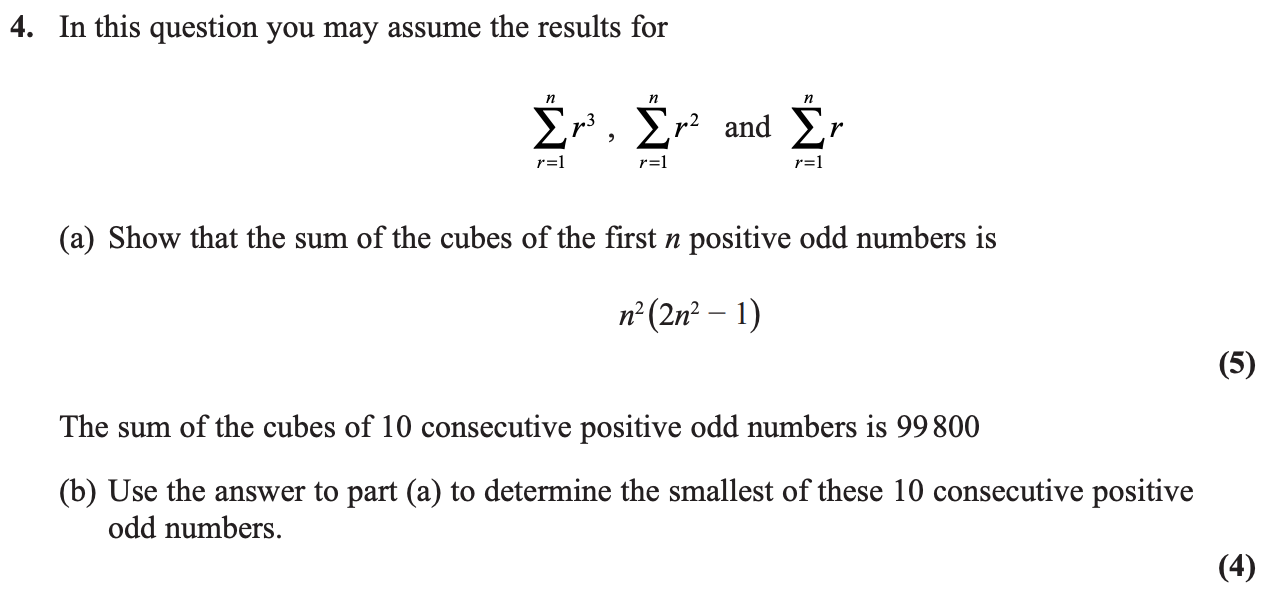 4. In this question you may assume the results for
$\sum_{r=1}^{n} r^3$ , $\sum_{r=1}^{n} r^2$ and $\sum_{r=1}^{n} r$
(a) Show that the sum of the cubes of the first n positive odd numbers is
$n^2(2n^2 - 1)$
(5)
The sum of the cubes of 10 consecutive positive odd numbers is 99 800
(b) Use the answer to part (a) to determine the smallest of these 10 consecutive positive
odd numbers.
(4)